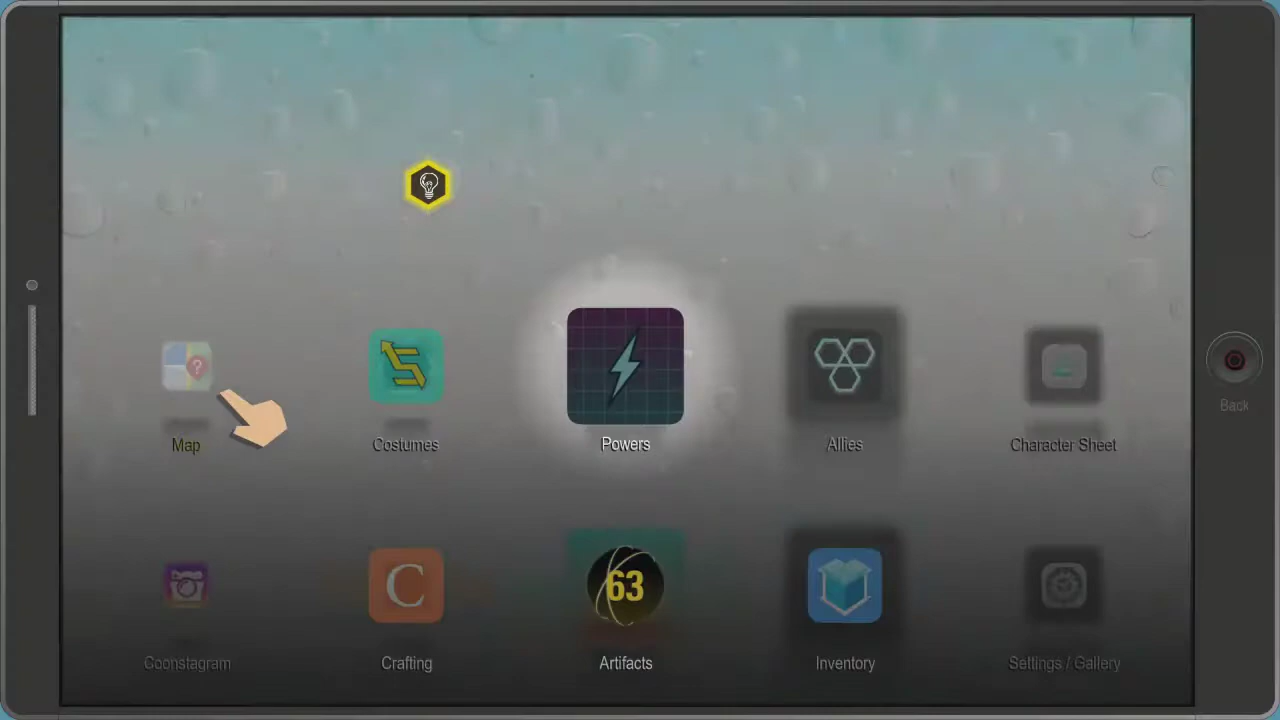 ?
Map
Costumes
Powers
Allies
Character Sheet
Back
C
63
Coonstagram
Crafting
Artifacts
Inventory
Settings / Gallery